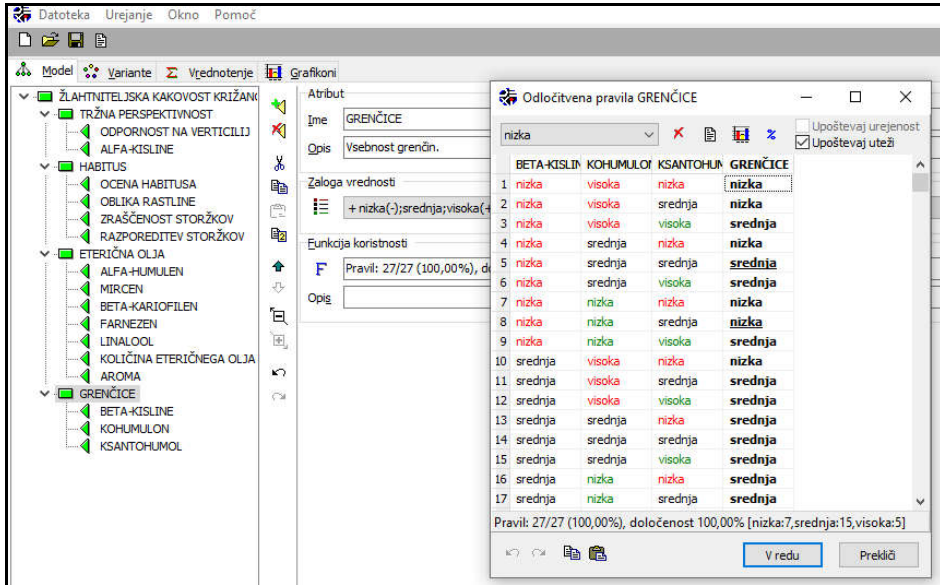 Datoteka Urejanje Okno Pomoč
Model Variante Σ Vrednotenje Grafikoni
ŽLAHTNITELJSKA KAKOVOST KRIŽANC
TRŽNA PERSPEKTIVNOST
ODPORNOST NA VERTICILIJ
ALFA-KISLINE
HABITUS
OCENA HABITUSA
OBLIKA RASTLINE
ZRAŠČENOST STORŽKOV
RAZPOREDITEV STORŽKOV
ETERIČNA OLJA
ALFA-HUMULEN
MIRCEN
BETA-KARIOFILEN
FARNEZEN
LINALOOL
KOLIČINA ETERIČNEGA OLJA
AROMA
GRENČICE
BETA-KISLINE
KOHUMULON
KSANTOHUMOL
Atribut
Ime GRENČICE
Opis Vsebnost grenčin.
Zaloga vrednosti
+ nizka(-);srednja;visoka(+
Funkcija koristnosti
F Pravil: 27/27 (100,00%), do
Opis
Odločitvena pravila GRENČICE
nizka % Upoštevaj urejenost
Upoštevaj uteži
BETA-KISLIN KOHUMULON KSANTOHUM GRENČICE
1 nizka visoka nizka nizka
2 nizka visoka srednja nizka
3 nizka visoka visoka srednja
4 nizka srednja nizka nizka
5 nizka srednja srednja srednja
6 nizka srednja visoka srednja
7 nizka nizka nizka nizka
8 nizka nizka srednja nizka
9 nizka nizka visoka srednja
10 srednja visoka nizka nizka
11 srednja visoka srednja srednja
12 srednja visoka visoka srednja
13 srednja srednja nizka srednja
14 srednja srednja srednja srednja
15 srednja srednja visoka srednja
16 srednja nizka nizka srednja
17 srednja nizka srednja srednja
Pravil: 27/27 (100,00%), določenost 100,00% [nizka:7,srednja:15,visoka:5]
V redu Prekliči